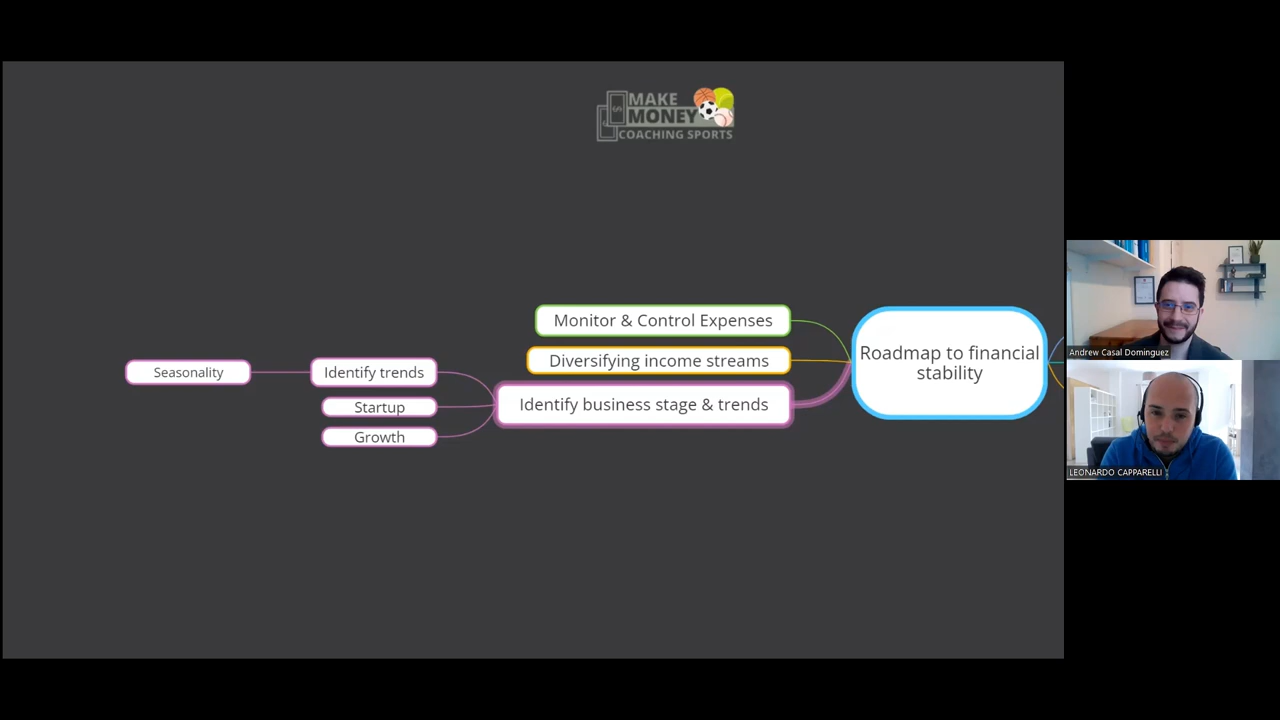 MAKE
MONEY
COACHING SPORTS
Monitor & Control Expenses
Diversifying income streams
Identify business stage & trends
Roadmap to financial
stability
Identify trends
Startup
Growth
Seasonality
Andrew Casal Dominguez
LEONARDO CAPPARELLI